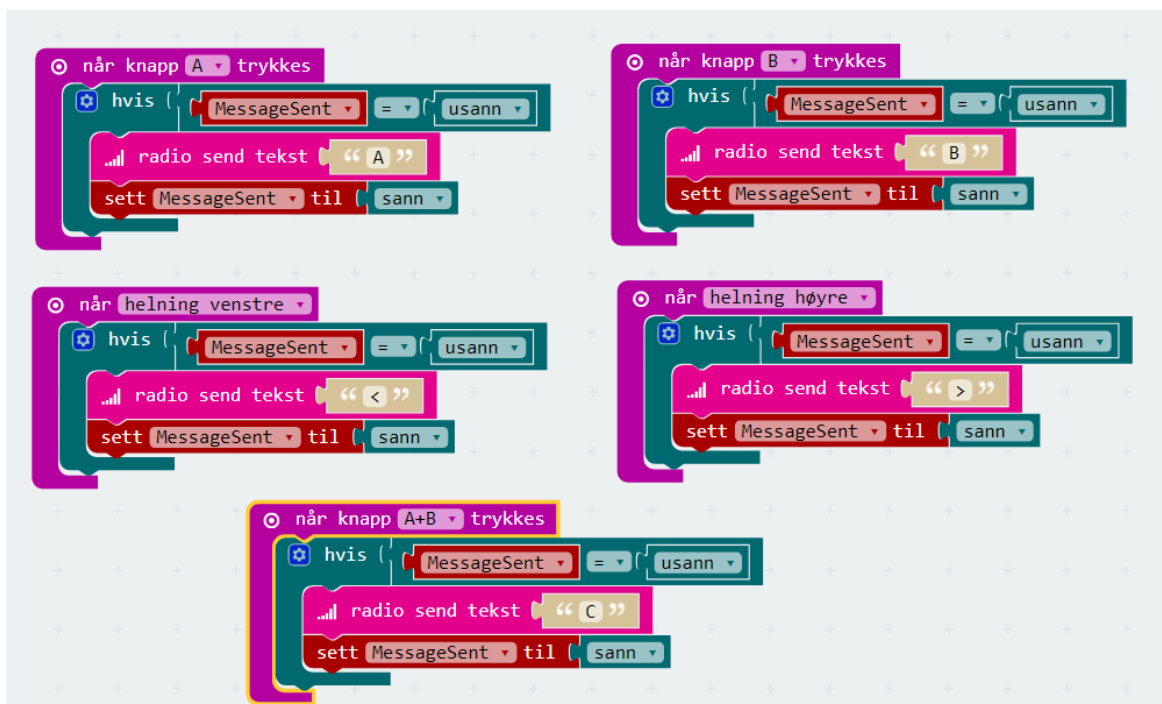 når knapp A trykkes
hvis MessageSent = usann
radio send tekst “ A ”
sett MessageSent til sann
når knapp B trykkes
hvis MessageSent = usann
radio send tekst “ B ”
sett MessageSent til sann
når helning venstre
hvis MessageSent = usann
radio send tekst “ < ”
sett MessageSent til sann
når helning høyre
hvis MessageSent = usann
radio send tekst “ > ”
sett MessageSent til sann
når knapp A+B trykkes
hvis MessageSent = usann
radio send tekst “ C ”
sett MessageSent til sann